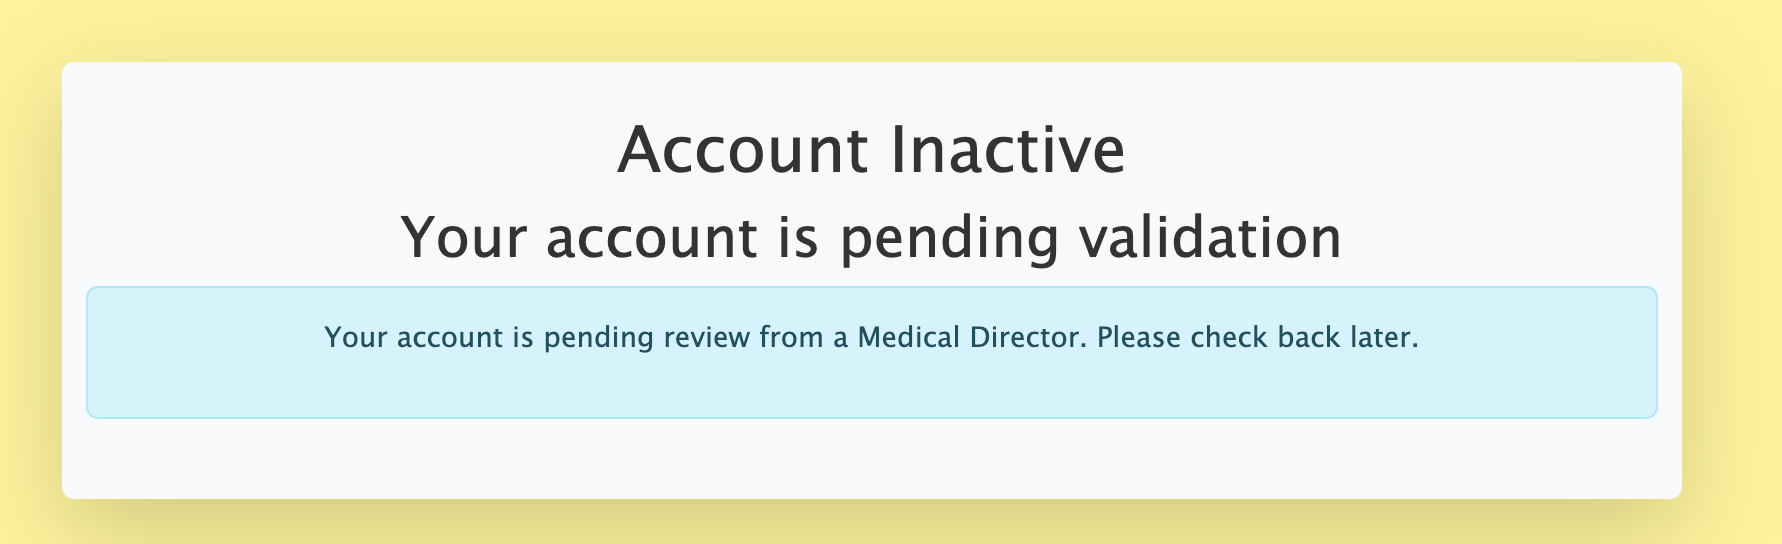 Account Inactive
Your account is pending validation
Your account is pending review from a Medical Director. Please check back later.